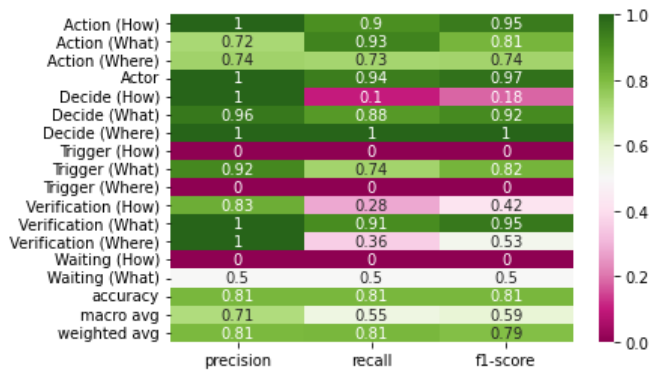 Action (How) 1 0.9 0.95 1.0
Action (What) 0.72 0.93 0.81
Action (Where) 0.74 0.73 0.74
Actor 1 0.94 0.97 0.8
Decide (How) 1 0.1 0.18
Decide (What) 0.96 0.88 0.92
Decide (Where) 1 1 1 0.6
Trigger (How) 0 0 0
Trigger (What) 0.92 0.74 0.82
Trigger (Where) 0 0 0
Verification (How) 0.83 0.28 0.42 0.4
Verification (What) 1 0.91 0.95
Verification (Where) 1 0.36 0.53
Waiting (How) 0 0 0 0.2
Waiting (What) 0.5 0.5 0.5
accuracy 0.81 0.81 0.81
macro avg 0.71 0.55 0.59
weighted avg 0.81 0.81 0.79 0.0
precision recall f1-score